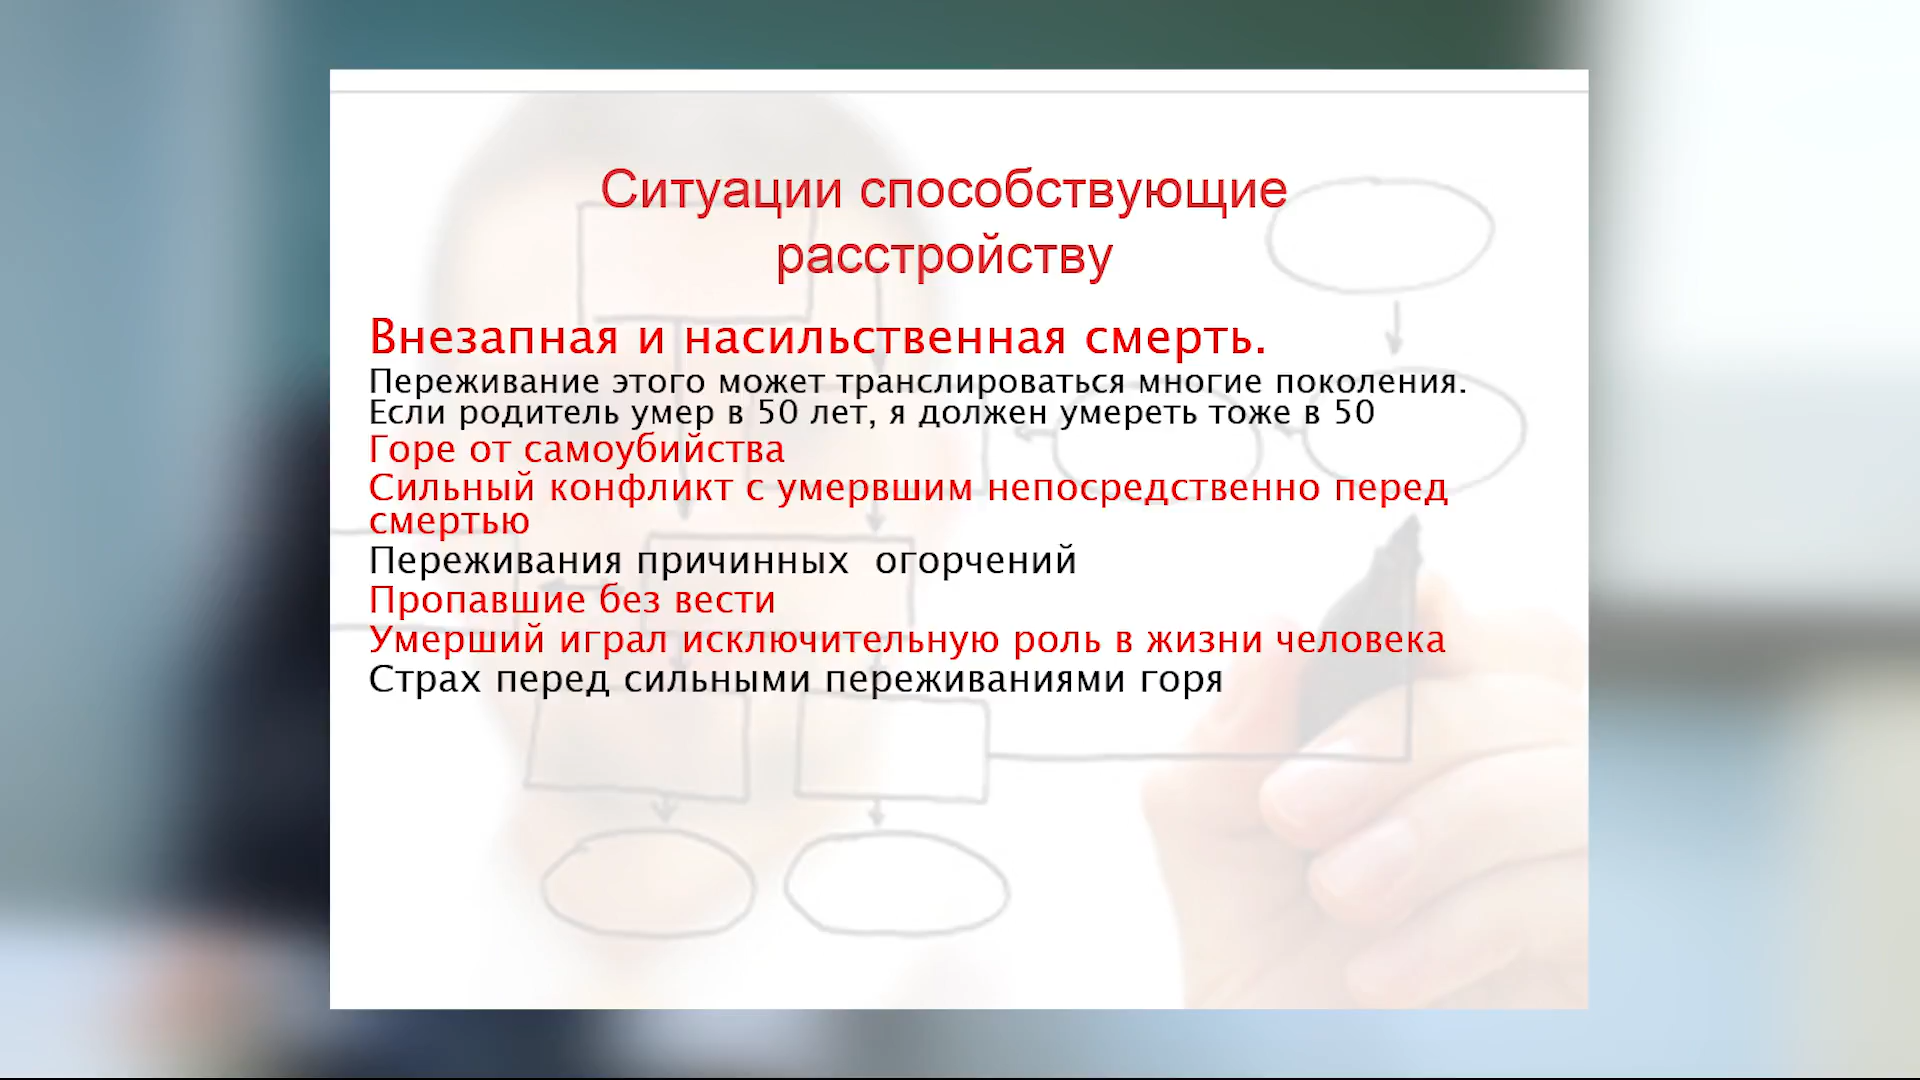 Ситуации способствующие
расстройству
Внезапная и насильственная смерть.
Переживание этого может транслироваться многие поколения.
Если родитель умер в 50 лет, я должен умереть тоже в 50
Горе от самоубийства
Сильный конфликт с умервшим непосредственно перед
смертью
Переживания причинных огорчений
Пропавшие без вести
Умерший играл исключительную роль в жизни человека
Страх перед сильными переживаниями горя